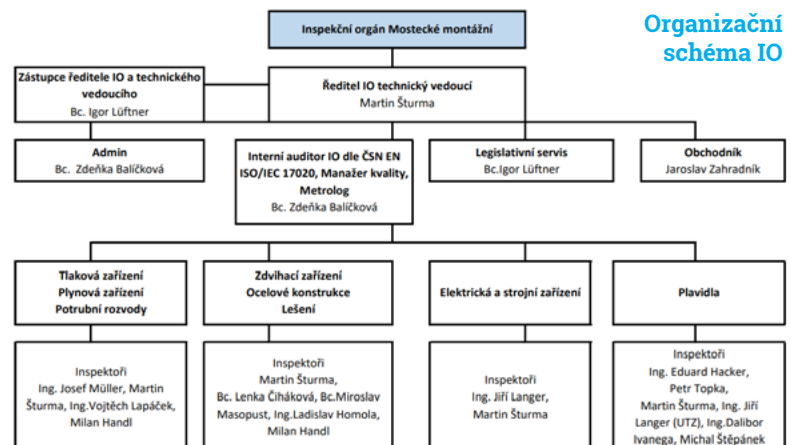 Organizační
schéma IO
Inspekční orgán Mostecké montážní
Zástupce ředitele IO a technického
vedoucího
Bc. Igor Lüftner
Ředitel IO technický vedoucí
Martin Šturma
Admin
Bc. Zdeňka Balíčková
Interní auditor IO dle ČSN EN
ISO/IEC 17020, Manažer kvality,
Metrolog
Bc. Zdeňka Balíčková
Legislativní servis
Bc.Igor Lüftner
Obchodník
Jaroslav Zahradník
Tlaková zařízení
Plynová zařízení
Potrubní rozvody
Zdvihací zařízení
Ocelové konstrukce
Lešení
Elektrická a strojní zařízení
Plavidla
Inspektoři
Ing. Josef Müller, Martin
Šturma, Ing.Vojtěch Lapáček,
Milan Handl
Inspektoři
Martin Šturma,
Bc. Lenka Čiháková, Bc.Miroslav
Masopust, Ing.Ladislav Homola,
Milan Handl
Inspektoři
Ing. Jiří Langer,
Martin Šturma
Inspektoři
Ing. Eduard Hacker,
Petr Topka,
Martin Šturma, Ing. Jiří
Langer (UTZ), Ing.Dalibor
Ivanega, Michal Štěpánek